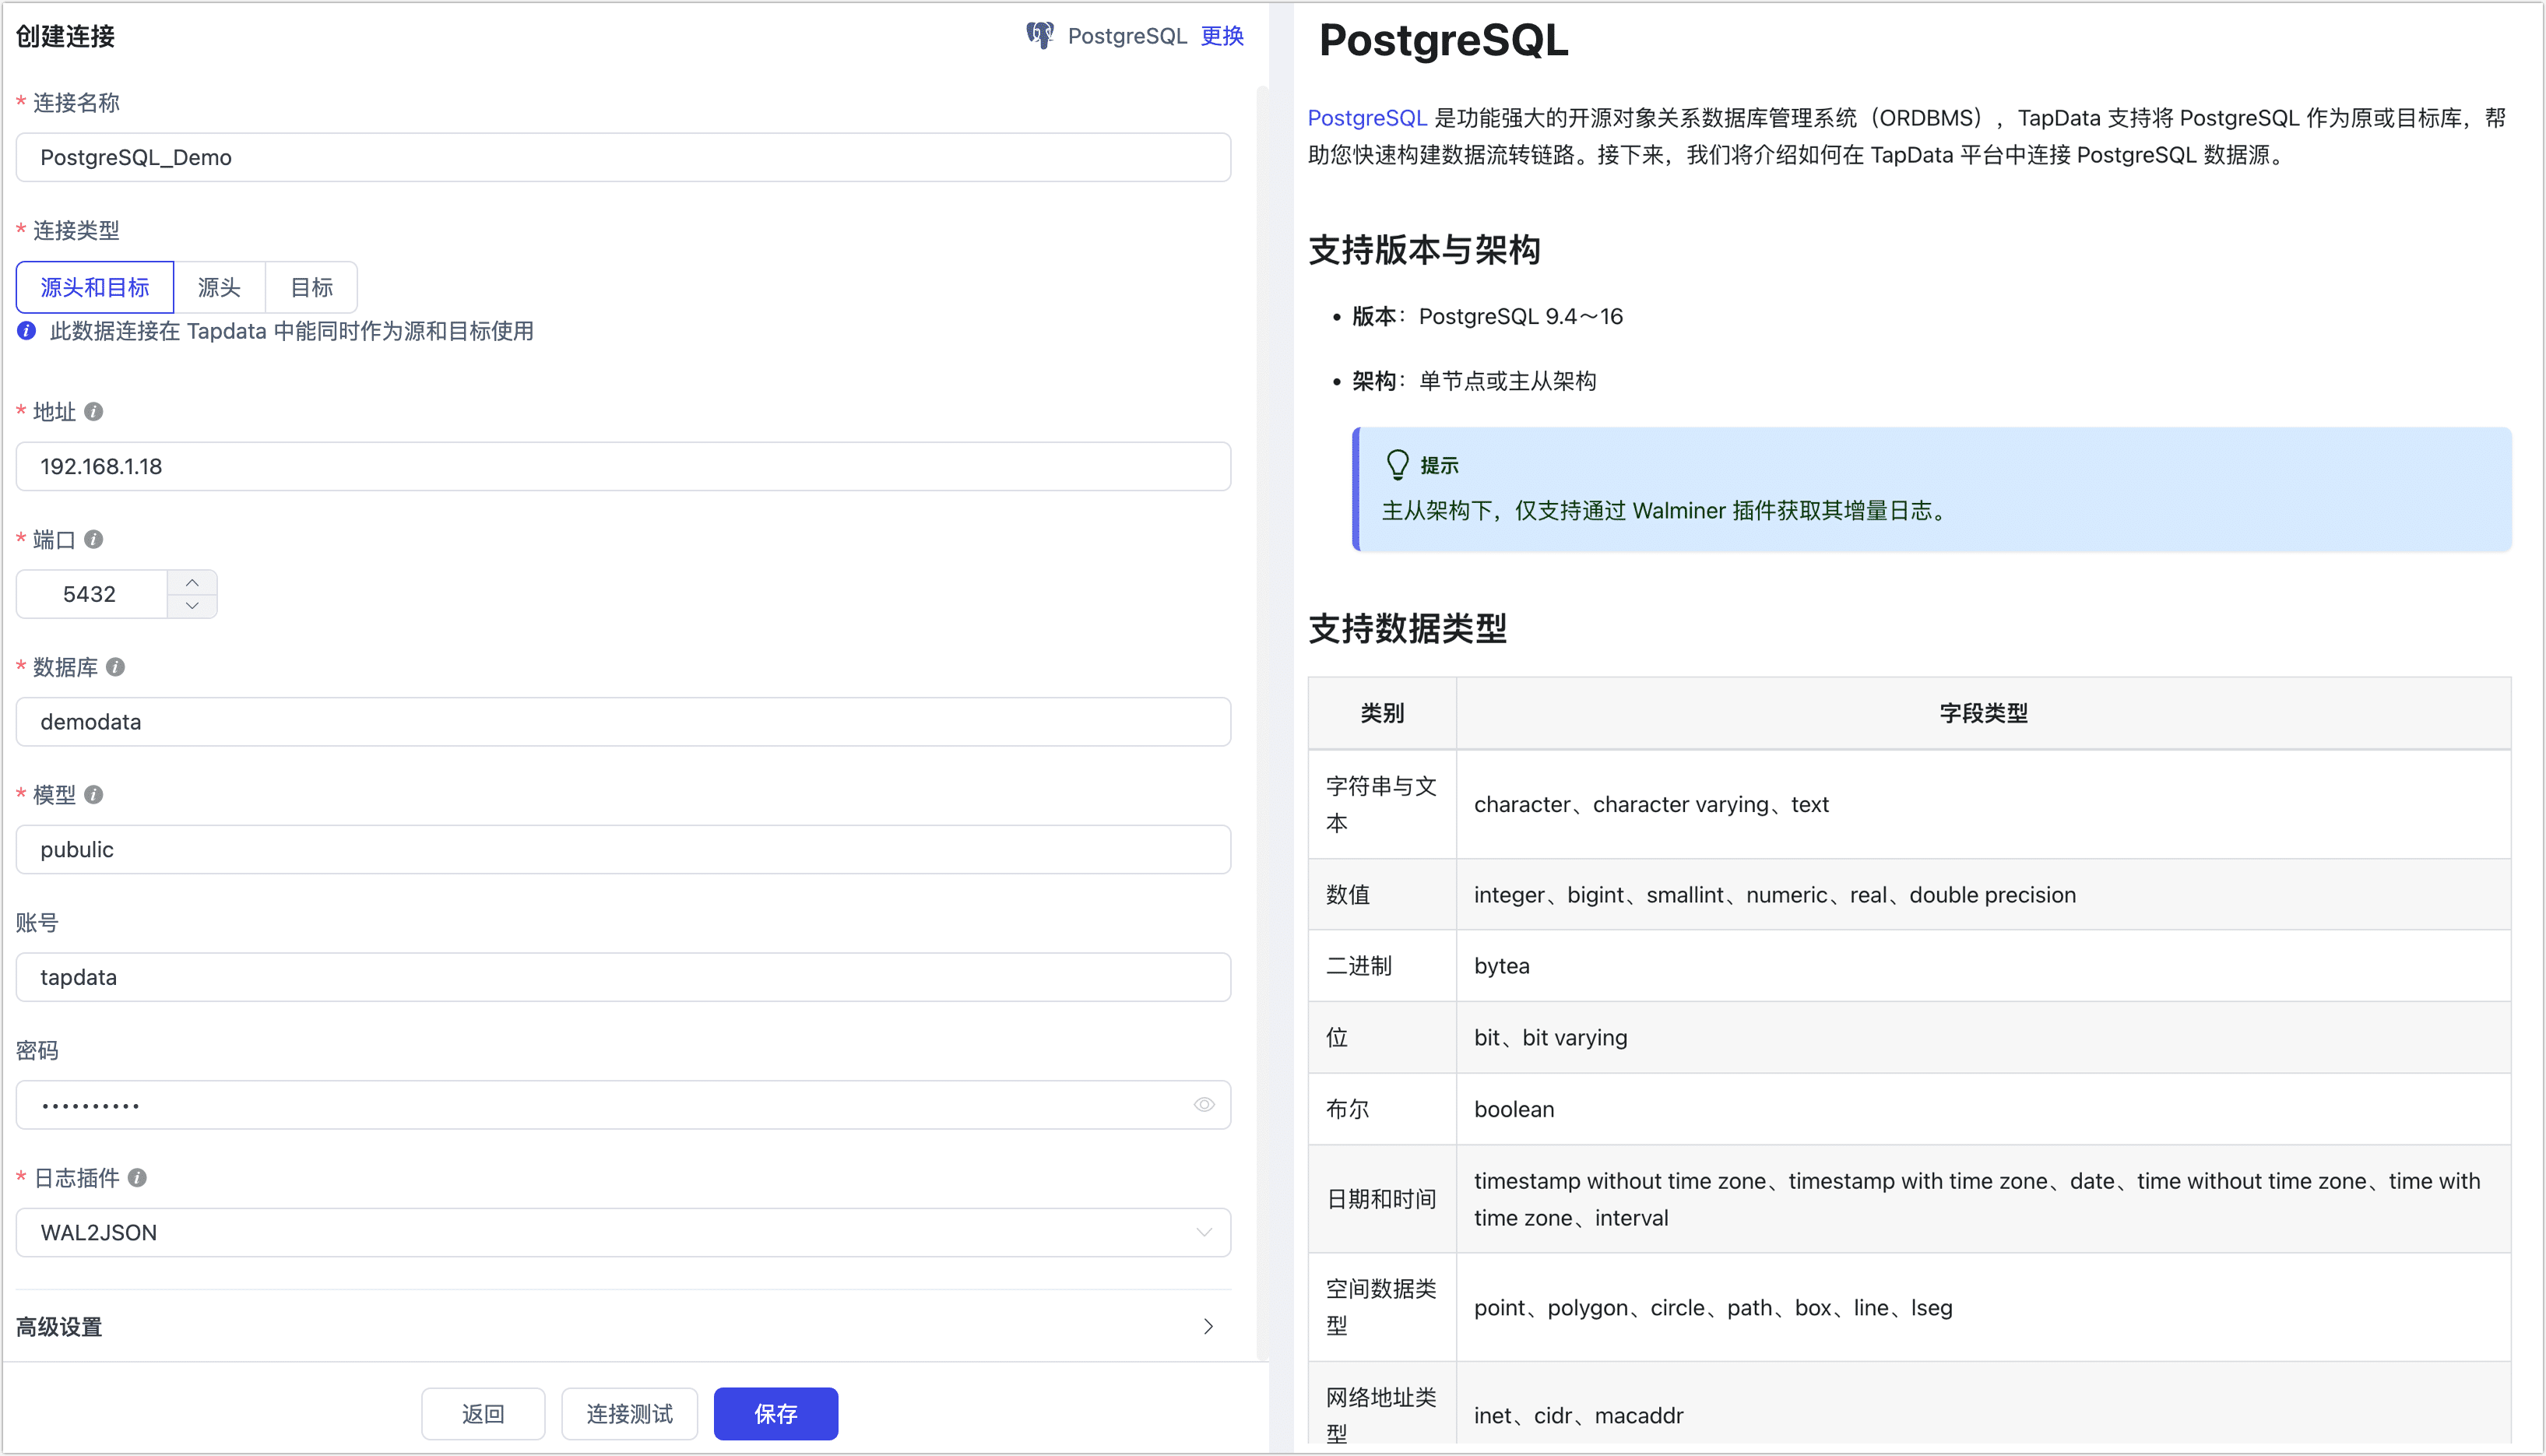 创建连接
PostgreSQL 更换
* 连接名称
PostgreSQL_Demo
* 连接类型
源头和目标 源头 目标
此数据连接在 Tapdata 中能同时作为源和目标使用
* 地址
192.168.1.18
* 端口
5432
* 数据库
demodata
* 模型
pubulic
账号
tapdata
密码
••••••••••
* 日志插件
WAL2JSON
高级设置
返回 连接测试 保存
PostgreSQL
PostgreSQL 是功能强大的开源对象关系数据库管理系统（ORDBMS），TapData 支持将 PostgreSQL 作为原或目标库，帮
助您快速构建数据流转链路。接下来，我们将介绍如何在 TapData 平台中连接 PostgreSQL 数据源。
支持版本与架构
• 版本：PostgreSQL 9.4～16
• 架构：单节点或主从架构
提示
主从架构下，仅支持通过 Walminer 插件获取其增量日志。
支持数据类型
类别 字段类型
字符串与文
本
character、character varying、text
数值 integer、bigint、smallint、numeric、real、double precision
二进制 bytea
位 bit、bit varying
布尔 boolean
日期和时间
timestamp without time zone、timestamp with time zone、date、time without time zone、time with
time zone、interval
空间数据类
型
point、polygon、circle、path、box、line、lseg
网络地址类
型
inet、cidr、macaddr